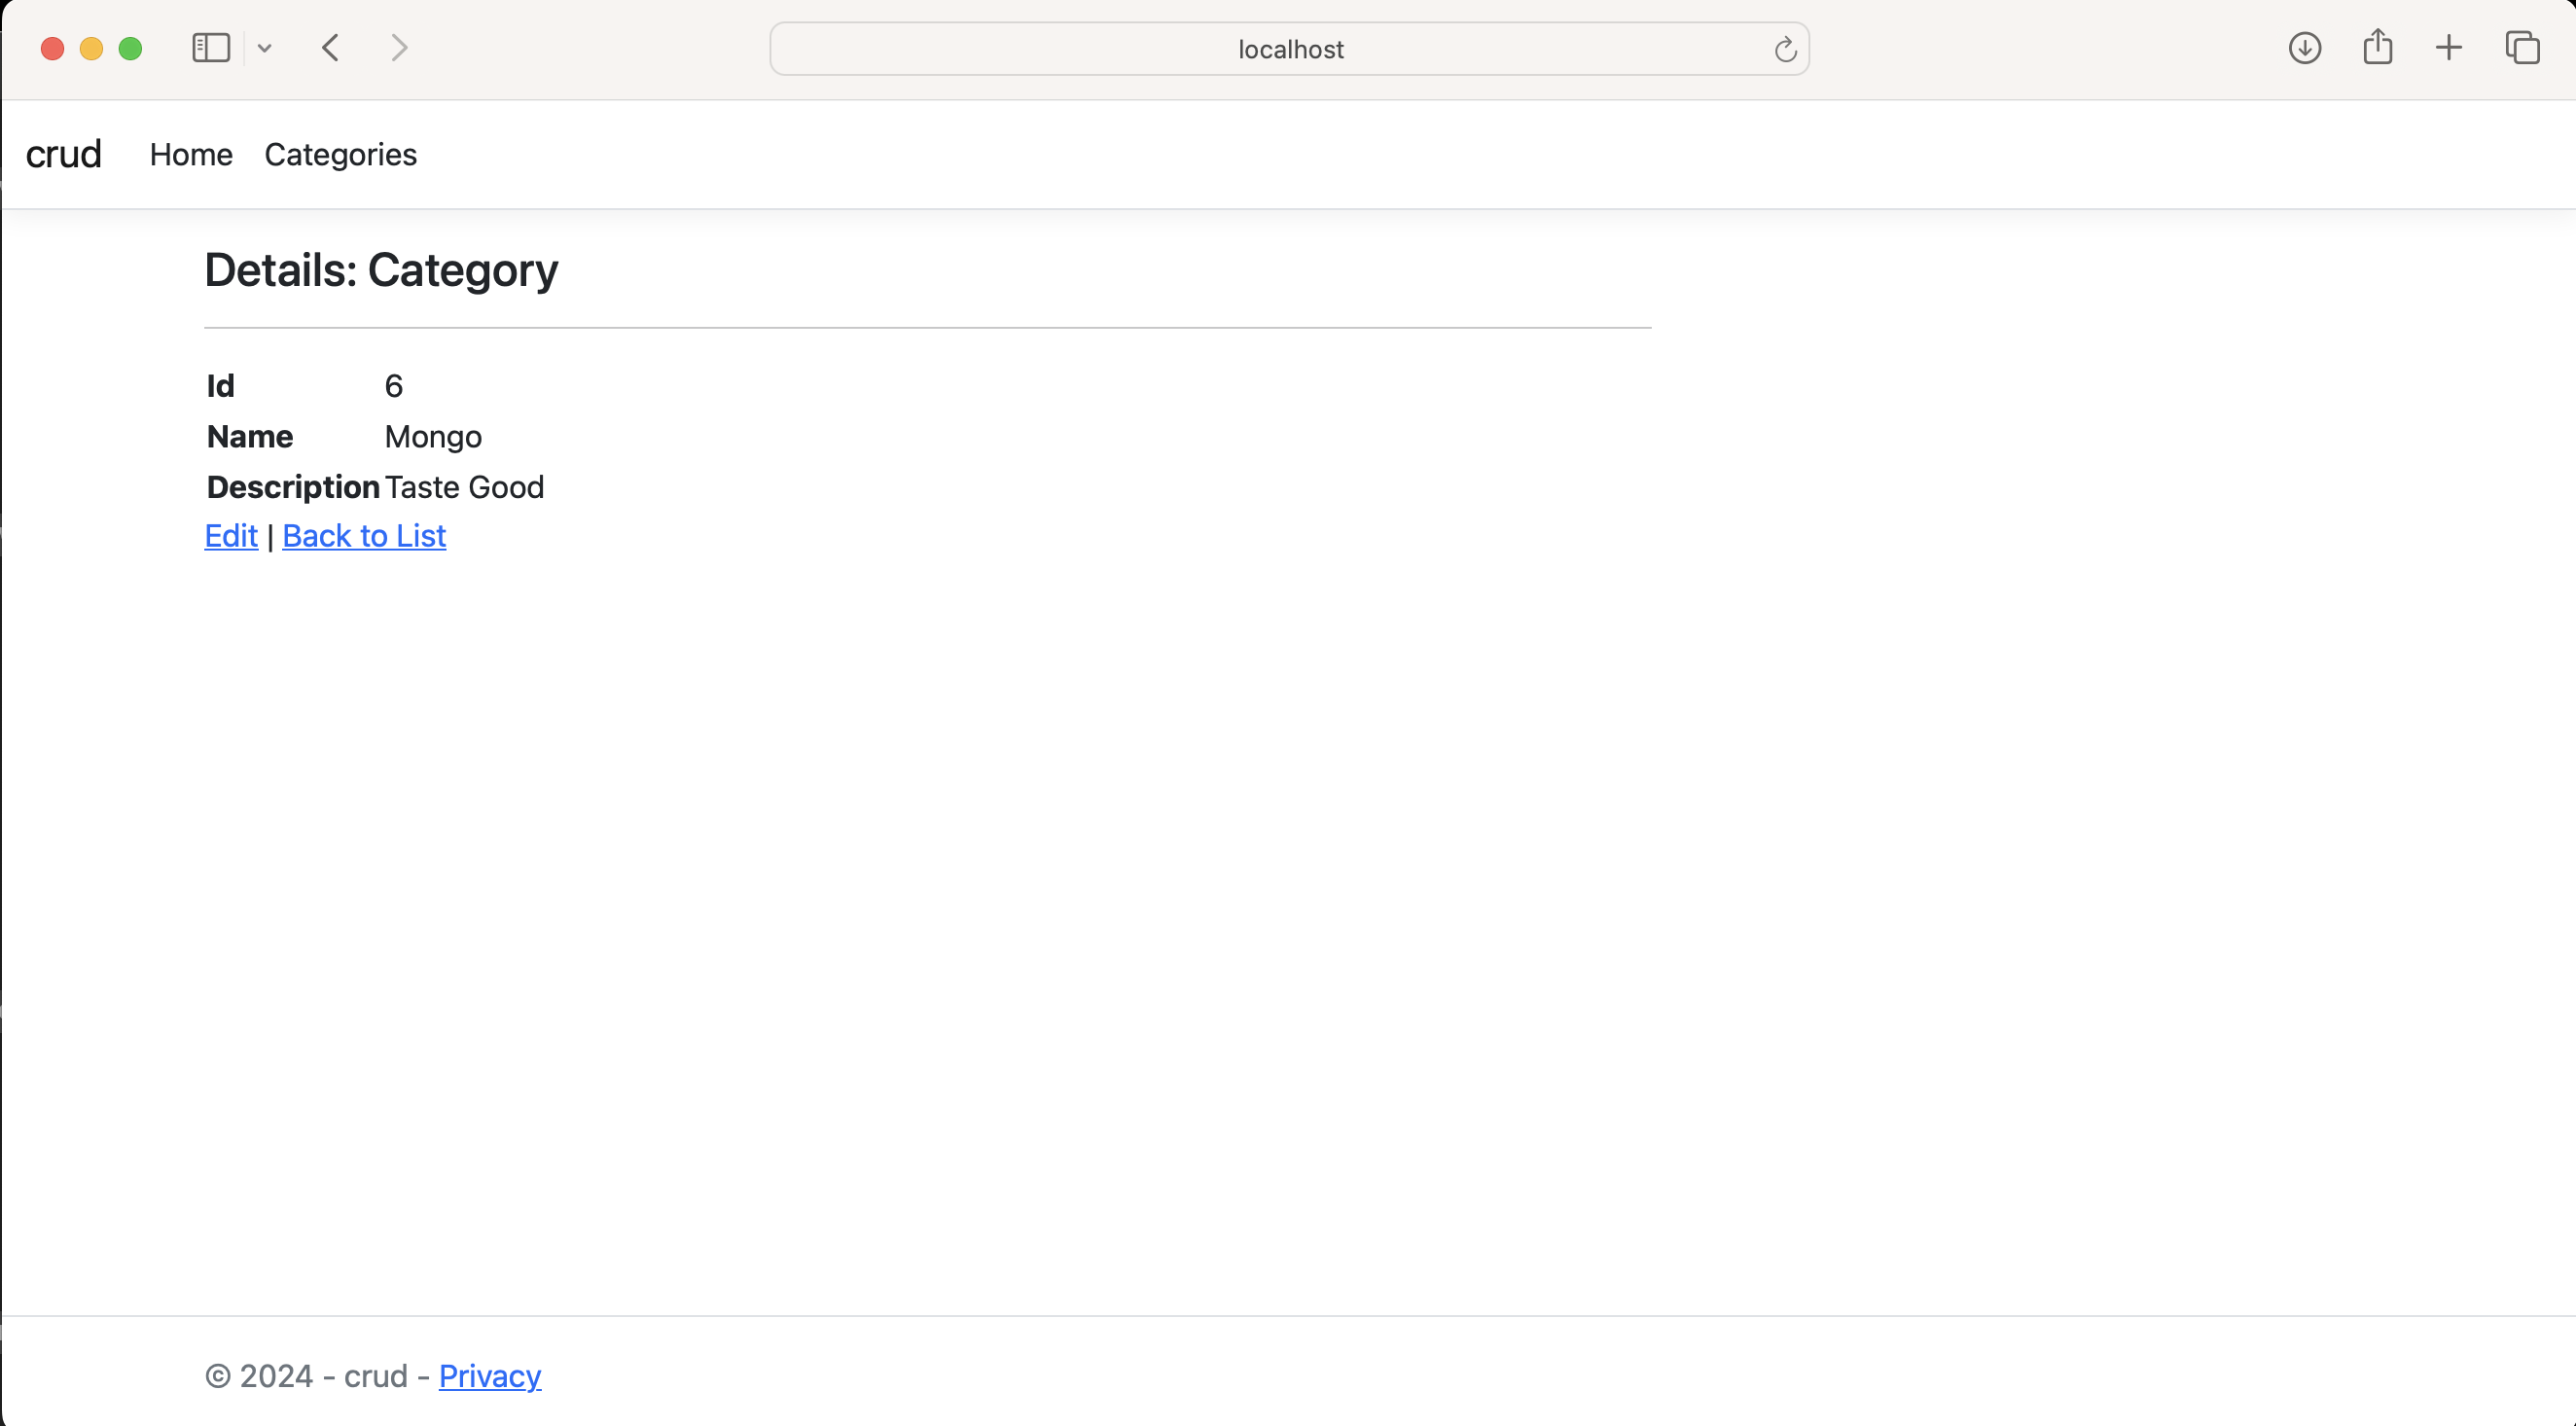 localhost
crud Home Categories
Details: Category
Id 6
Name Mongo
Description Taste Good
Edit | Back to List
© 2024 - crud - Privacy